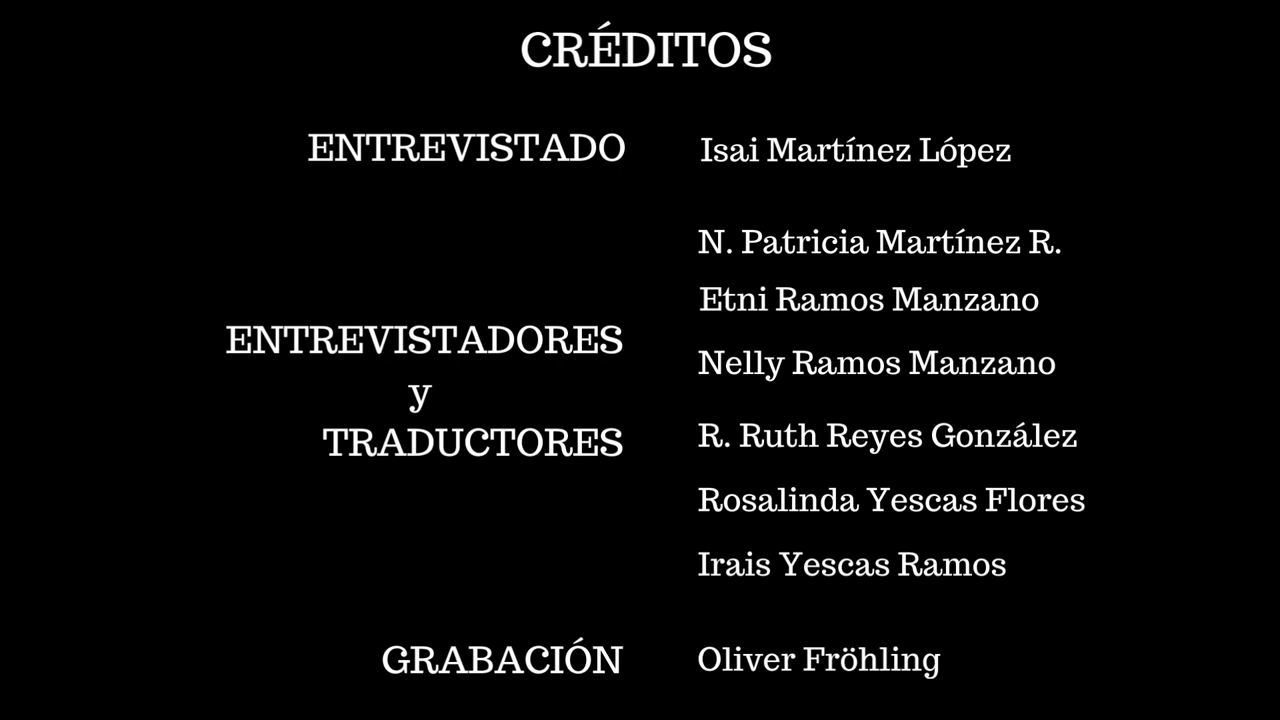 CRÉDITOS
ENTREVISTADO
Isai Martínez López
ENTREVISTADORES
y
TRADUCTORES
N. Patricia Martínez R.
Etni Ramos Manzano
Nelly Ramos Manzano
R. Ruth Reyes González
Rosalinda Yescas Flores
Irais Yescas Ramos
GRABACIÓN
Oliver Fröhling